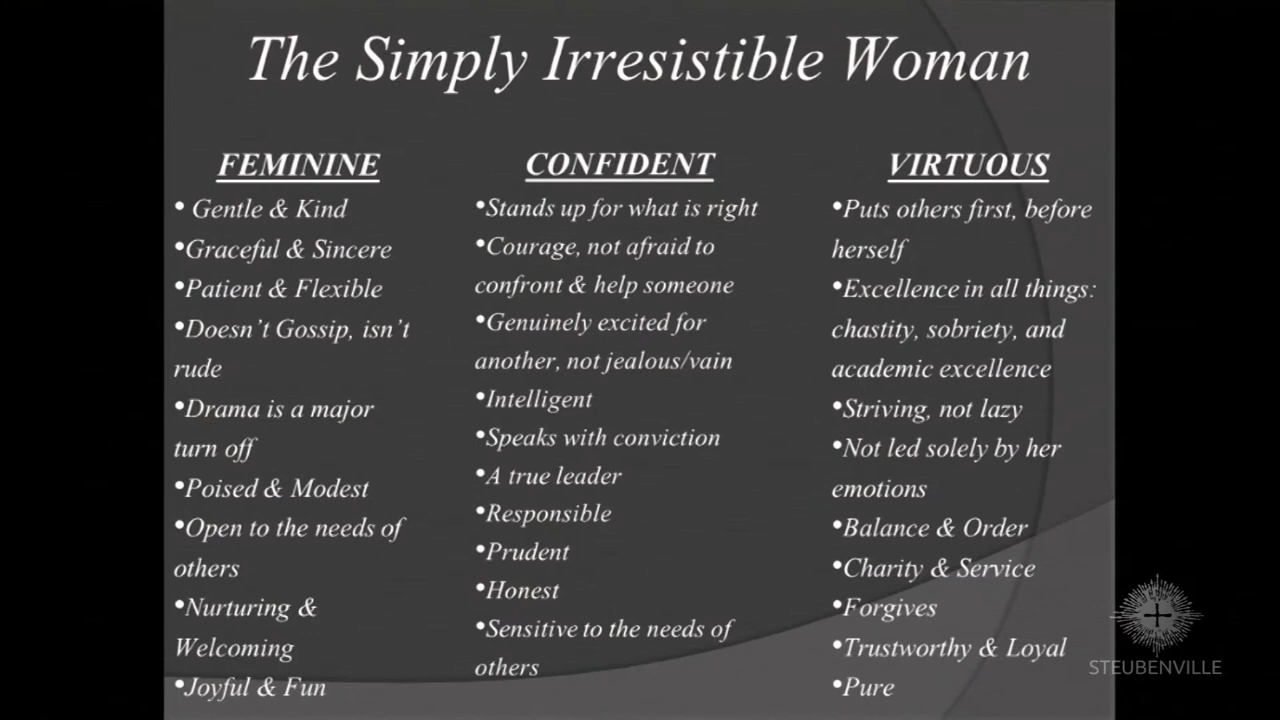 The Simply Irresistible Woman
FEMININE
• Gentle & Kind
•Graceful & Sincere
•Patient & Flexible
•Doesn't Gossip, isn't
rude
•Drama is a major
turn off
•Poised & Modest
•Open to the needs of
others
•Nurturing &
Welcoming
•Joyful & Fun
CONFIDENT
•Stands up for what is right
•Courage, not afraid to
confront & help someone
•Genuinely excited for
another, not jealous/vain
•Intelligent
•Speaks with conviction
•A true leader
•Responsible
•Prudent
•Honest
•Sensitive to the needs of
others
VIRTUOUS
•Puts others first, before
herself
•Excellence in all things:
chastity, sobriety, and
academic excellence
•Striving, not lazy
•Not led solely by her
emotions
•Balance & Order
•Charity & Service
•Forgives
•Trustworthy & Loyal
•Pure
STEUBENVILLE